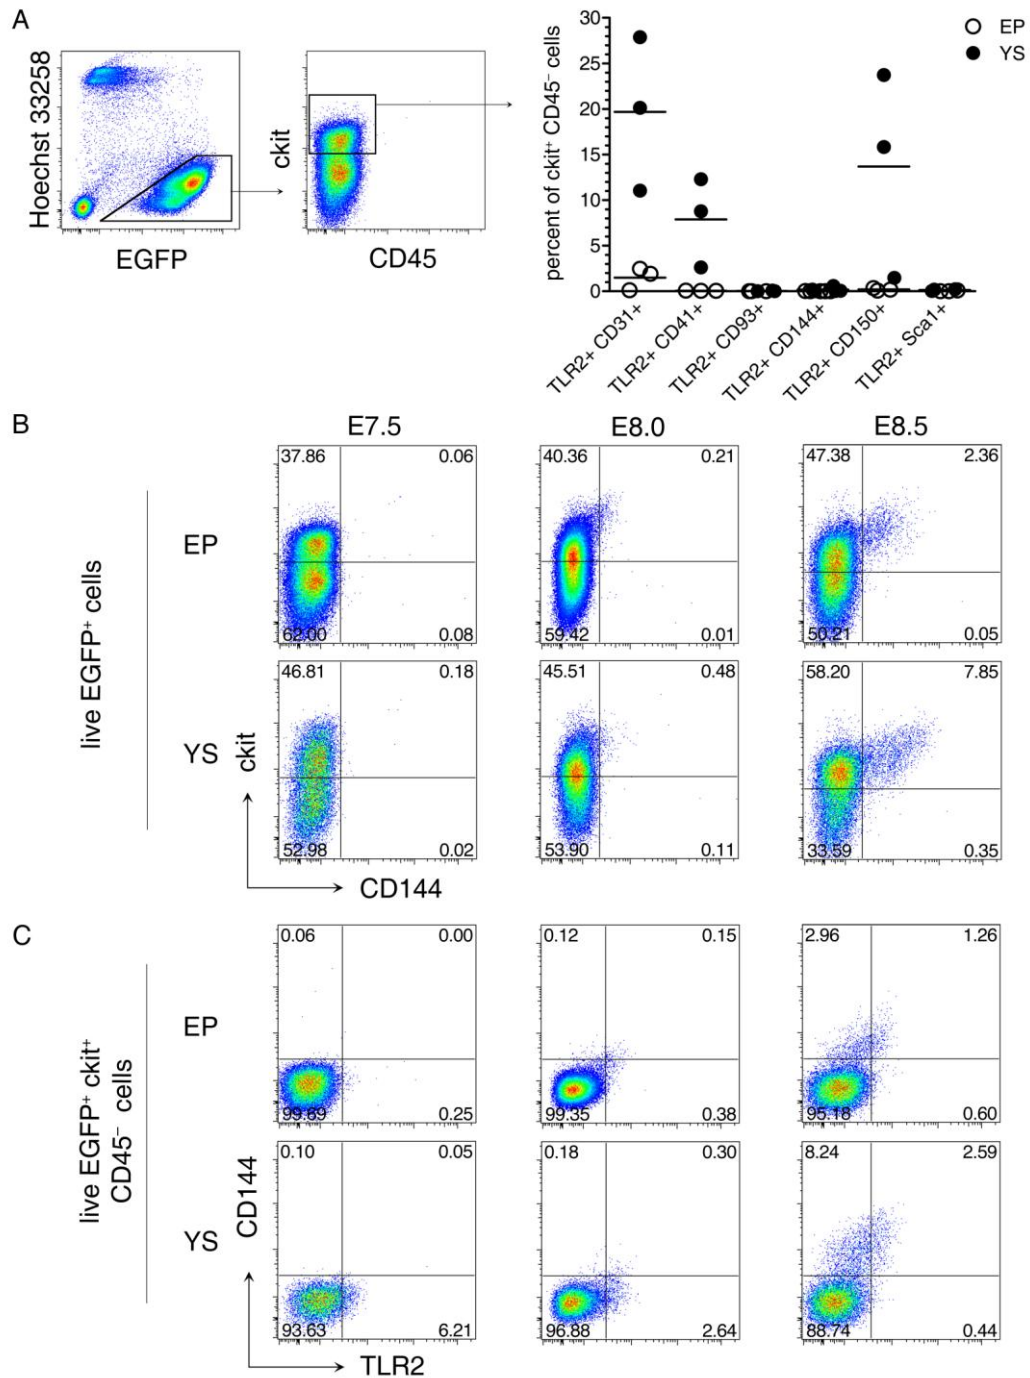 A
Hoechst 33258
EGFP
ckit
CD45
percent of ckit⁺ CD45⁻ cells
30
25
20
15
10
5
0
EP
YS
TLR2+ CD31+
TLR2+ CD41+
TLR2+ CD93+
TLR2+ CD144+
TLR2+ CD150+
TLR2+ Sca1+
B
E7.5 E8.0 E8.5
live EGFP⁺ cells
EP
37.86 0.06 40.36 0.21 47.38 2.36
62.00 0.08 59.42 0.01 50.21 0.05
YS
46.81 0.18 45.51 0.48 58.20 7.85
52.98 0.02 53.90 0.11 33.59 0.35
ckit
CD144
C
live EGFP⁺ ckit⁺
CD45⁻ cells
EP
0.06 0.00 0.12 0.15 2.96 1.26
99.69 0.25 99.35 0.38 95.18 0.60
YS
0.10 0.05 0.18 0.30 8.24 2.59
93.63 6.21 96.88 2.64 88.74 0.44
CD144
TLR2